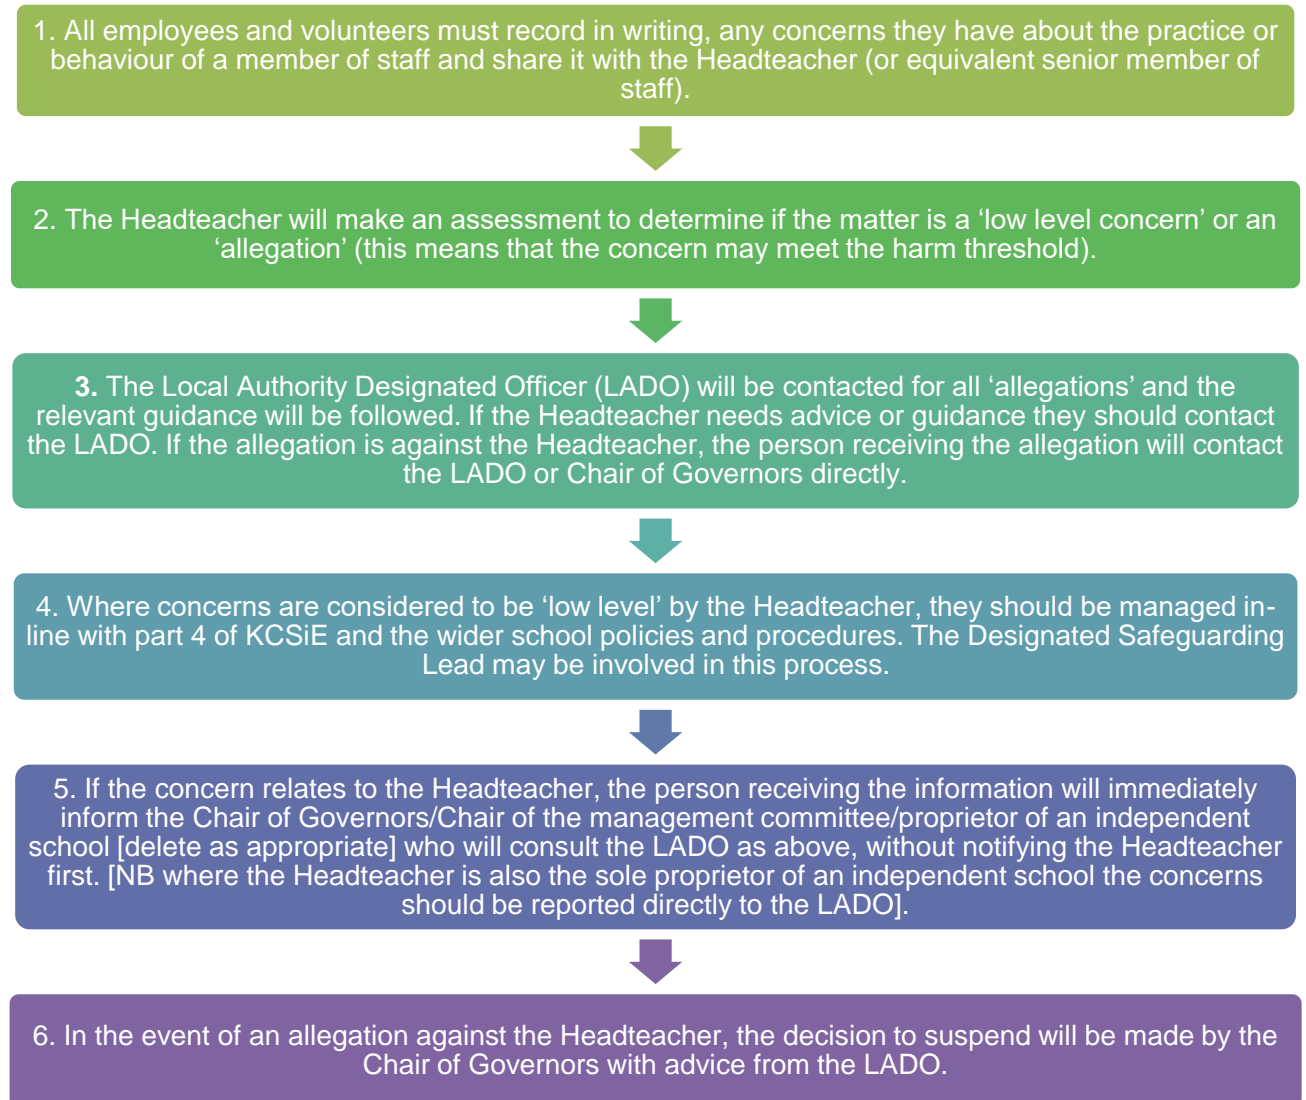 1. All employees and volunteers must record in writing, any concerns they have about the practice or
behaviour of a member of staff and share it with the Headteacher (or equivalent senior member of
staff).
2. The Headteacher will make an assessment to determine if the matter is a ‘low level concern’ or an
‘allegation’ (this means that the concern may meet the harm threshold).
3. The Local Authority Designated Officer (LADO) will be contacted for all ‘allegations’ and the
relevant guidance will be followed. If the Headteacher needs advice or guidance they should contact
the LADO. If the allegation is against the Headteacher, the person receiving the allegation will contact
the LADO or Chair of Governors directly.
4. Where concerns are considered to be ‘low level’ by the Headteacher, they should be managed in-
line with part 4 of KCSiE and the wider school policies and procedures. The Designated Safeguarding
Lead may be involved in this process.
5. If the concern relates to the Headteacher, the person receiving the information will immediately
inform the Chair of Governors/Chair of the management committee/proprietor of an independent
school [delete as appropriate] who will consult the LADO as above, without notifying the Headteacher
first. [NB where the Headteacher is also the sole proprietor of an independent school the concerns
should be reported directly to the LADO].
6. In the event of an allegation against the Headteacher, the decision to suspend will be made by the
Chair of Governors with advice from the LADO.